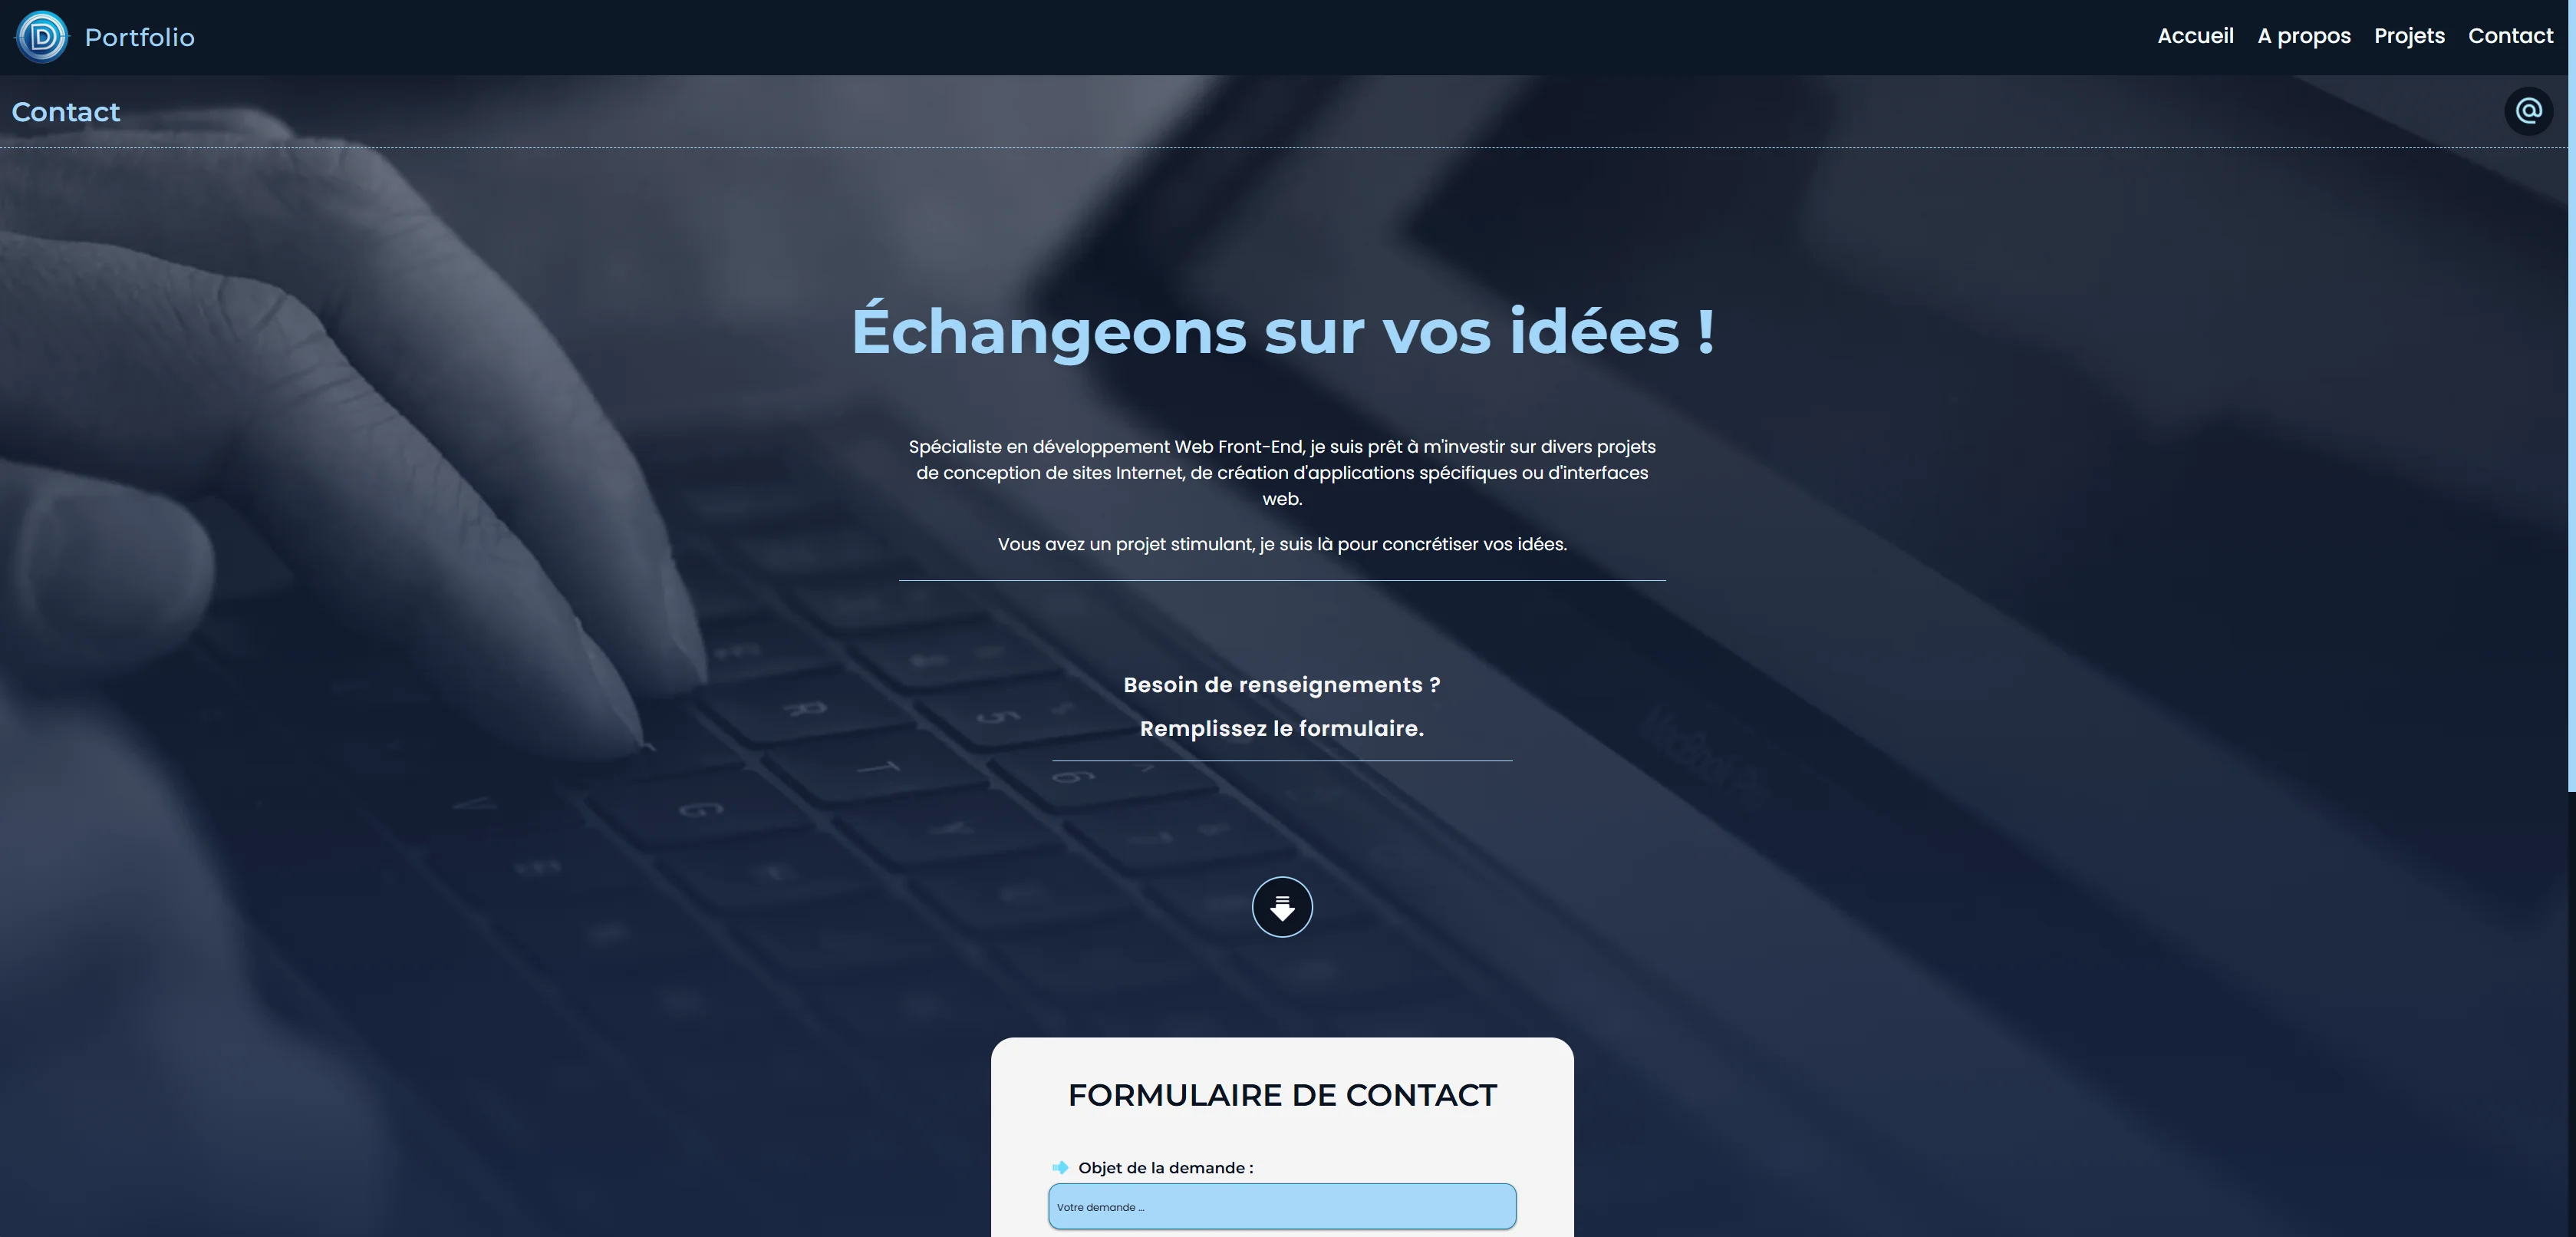 Portfolio
Accueil A propos Projets Contact
Contact
Échangeons sur vos idées !
Spécialiste en développement Web Front-End, je suis prêt à m'investir sur divers projets
de conception de sites Internet, de création d'applications spécifiques ou d'interfaces
web.
Vous avez un projet stimulant, je suis là pour concrétiser vos idées.
Besoin de renseignements ?
Remplissez le formulaire.
R
5
T
6
G
Y
V
FORMULAIRE DE CONTACT
Objet de la demande :
Votre demande ...